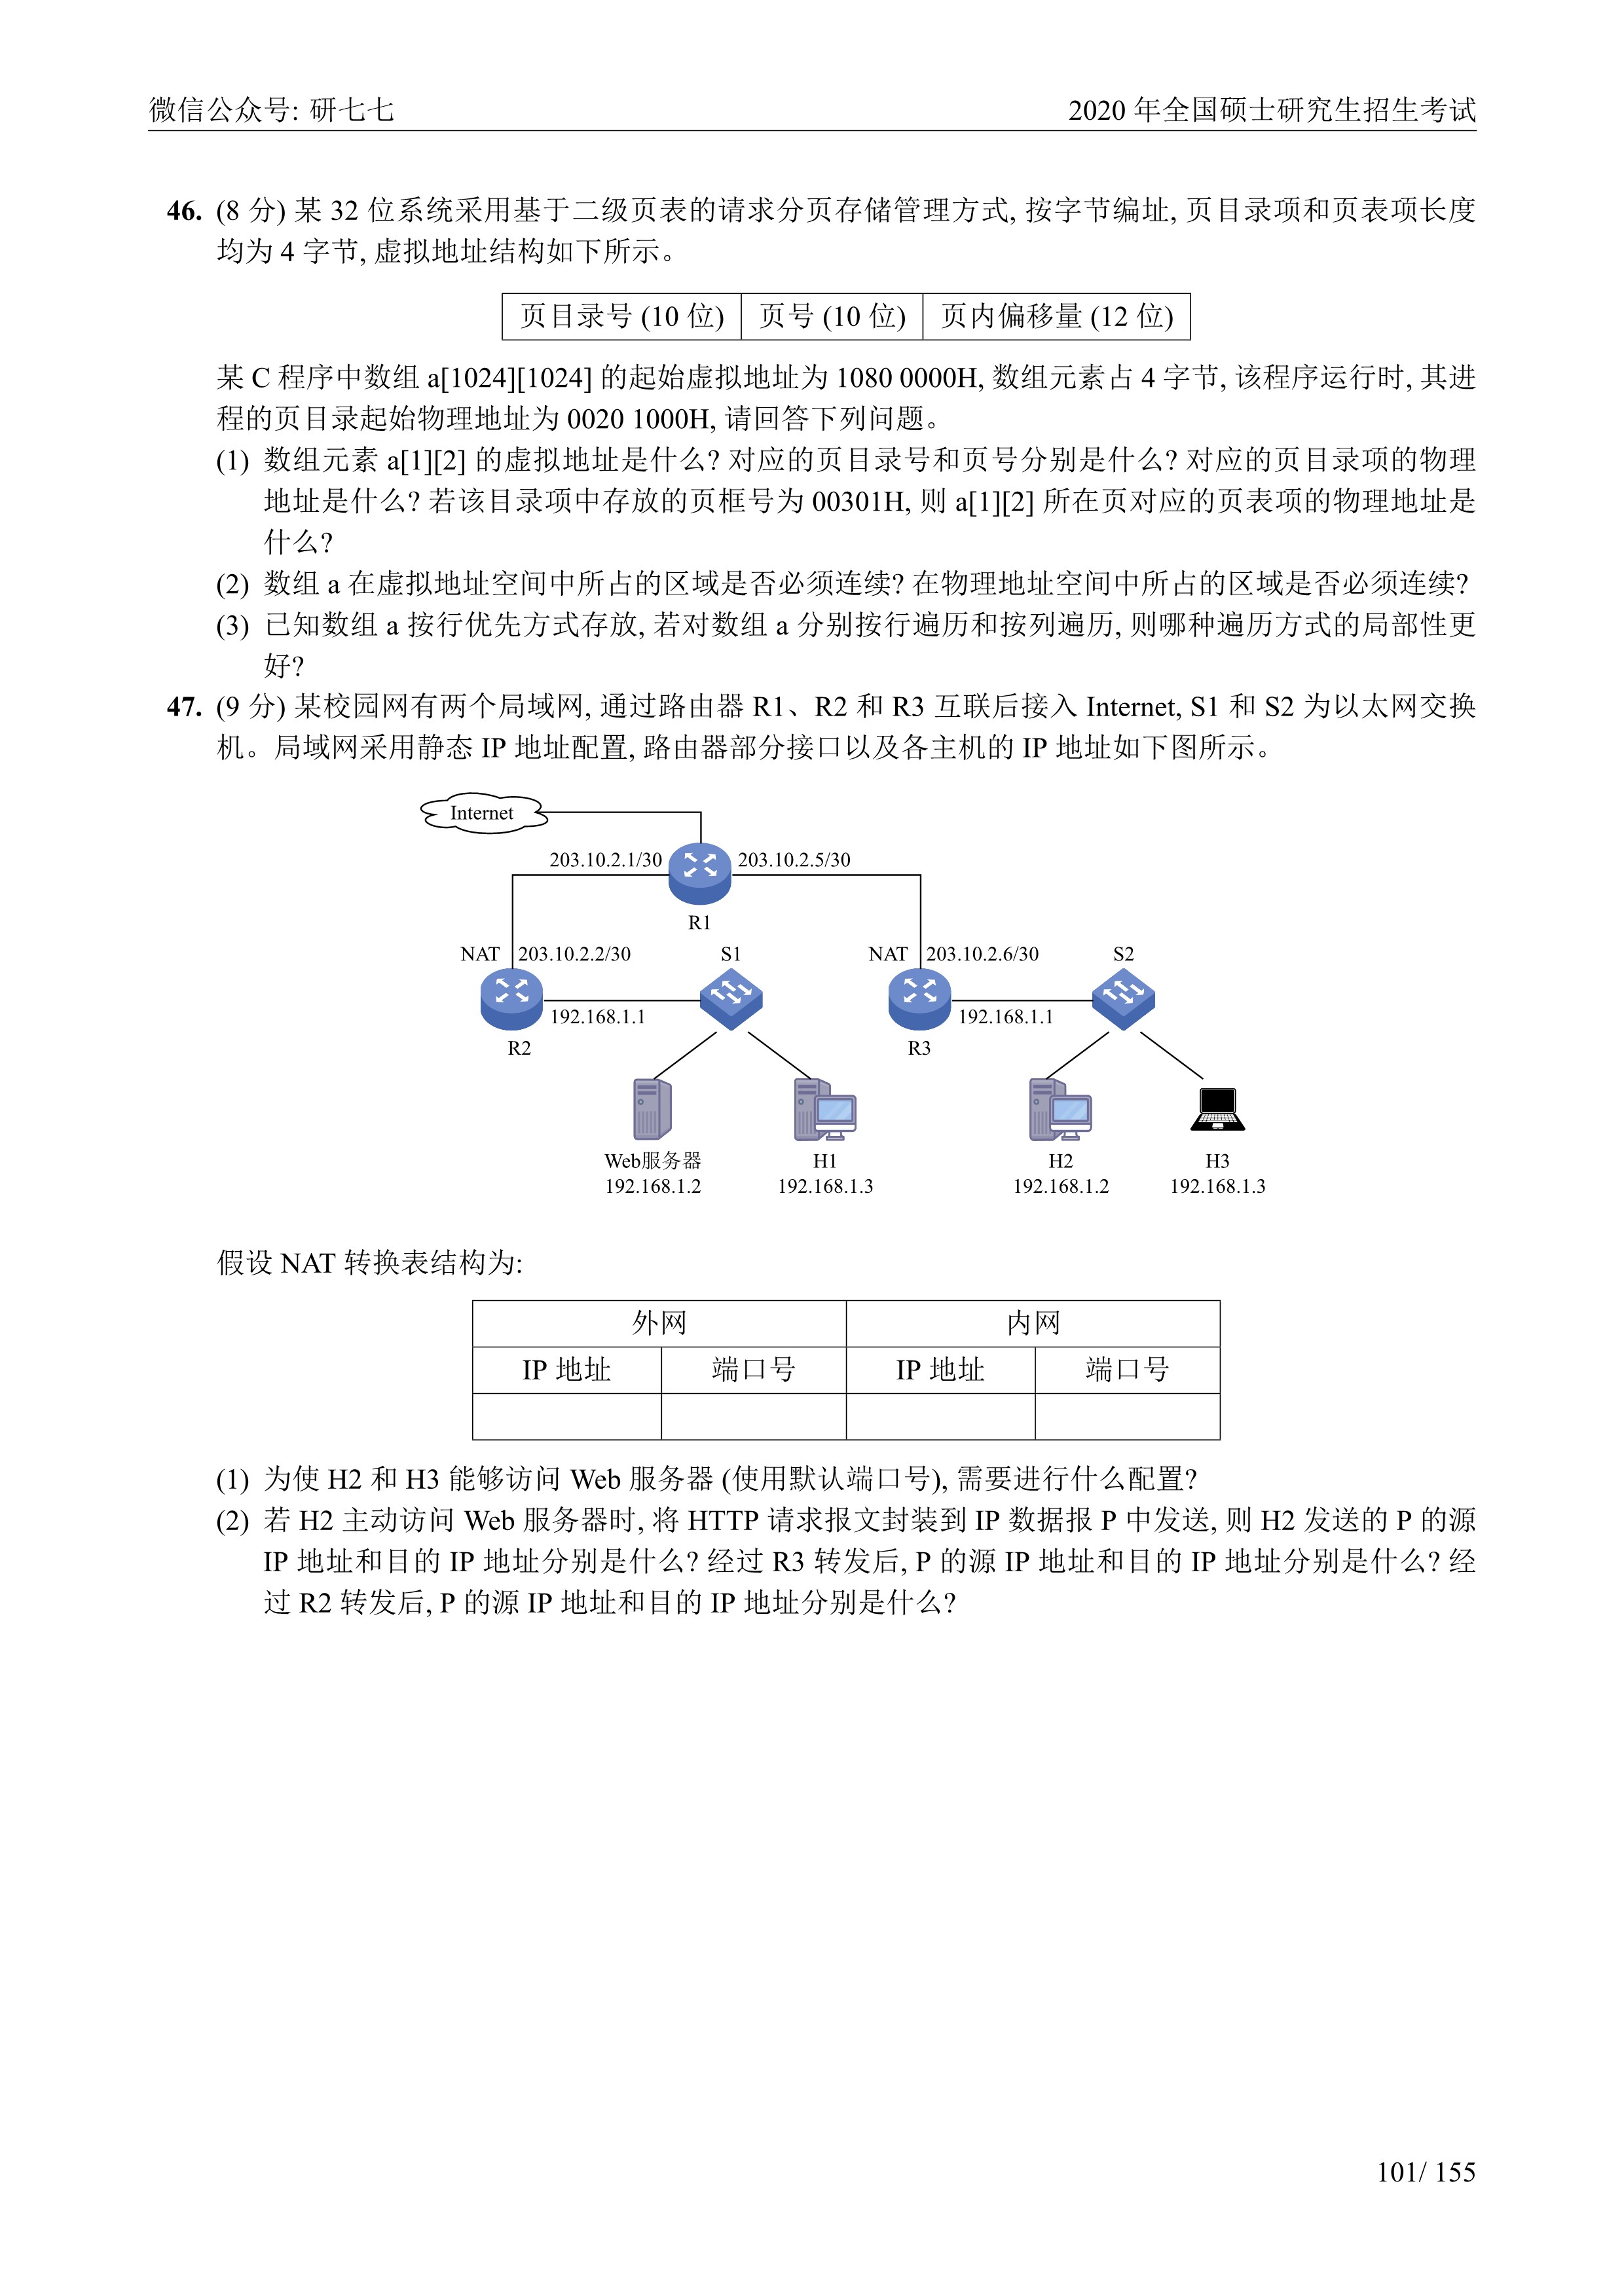 微信公众号: 研七七
2020 年全国硕士研究生招生考试
46. (8 分) 某 32 位系统采用基于二级页表的请求分页存储管理方式, 按字节编址, 页目录项和页表项长度
均为 4 字节, 虚拟地址结构如下所示。
页目录号 (10 位) 页号 (10 位) 页内偏移量 (12 位)
某 C 程序中数组 a[1024][1024] 的起始虚拟地址为 1080 0000H, 数组元素占 4 字节, 该程序运行时, 其进
程的页目录起始物理地址为 0020 1000H, 请回答下列问题。
(1) 数组元素 a[1][2] 的虚拟地址是什么? 对应的页目录号和页号分别是什么? 对应的页目录项的物理
地址是什么? 若该目录项中存放的页框号为 00301H, 则 a[1][2] 所在页对应的页表项的物理地址是
什么?
(2) 数组 a 在虚拟地址空间中所占的区域是否必须连续? 在物理地址空间中所占的区域是否必须连续?
(3) 已知数组 a 按行优先方式存放, 若对数组 a 分别按行遍历和按列遍历, 则哪种遍历方式的局部性更
好?
47. (9 分) 某校园网有两个局域网, 通过路由器 R1、R2 和 R3 互联后接入 Internet, S1 和 S2 为以太网交换
机。局域网采用静态 IP 地址配置, 路由器部分接口以及各主机的 IP 地址如下图所示。
Internet
203.10.2.1/30 203.10.2.5/30
R1
NAT 203.10.2.2/30 S1 NAT 203.10.2.6/30 S2
192.168.1.1 192.168.1.1
R2 R3
Web服务器 H1 H2 H3
192.168.1.2 192.168.1.3 192.168.1.2 192.168.1.3
假设 NAT 转换表结构为:
外网 内网
IP 地址 端口号 IP 地址 端口号
(1) 为使 H2 和 H3 能够访问 Web 服务器 (使用默认端口号), 需要进行什么配置?
(2) 若 H2 主动访问 Web 服务器时, 将 HTTP 请求报文封装到 IP 数据报 P 中发送, 则 H2 发送的 P 的源
IP 地址和目的 IP 地址分别是什么? 经过 R3 转发后, P 的源 IP 地址和目的 IP 地址分别是什么? 经
过 R2 转发后, P 的源 IP 地址和目的 IP 地址分别是什么?
101/ 155